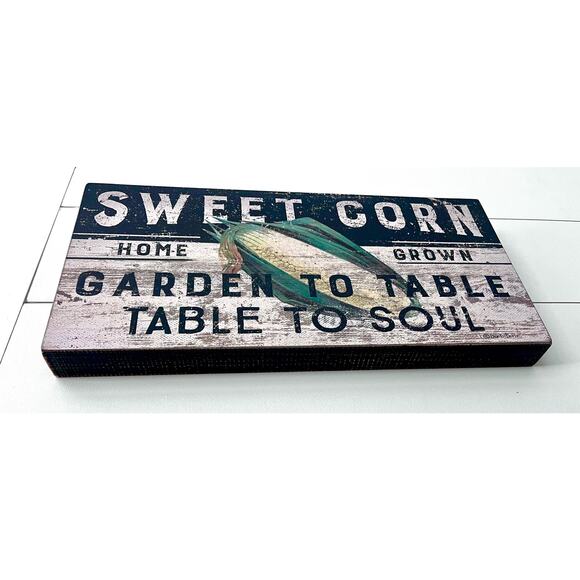 SWEET CORN
HOME GROWN
GARDEN TO TABLE
TABLE TO SOUL